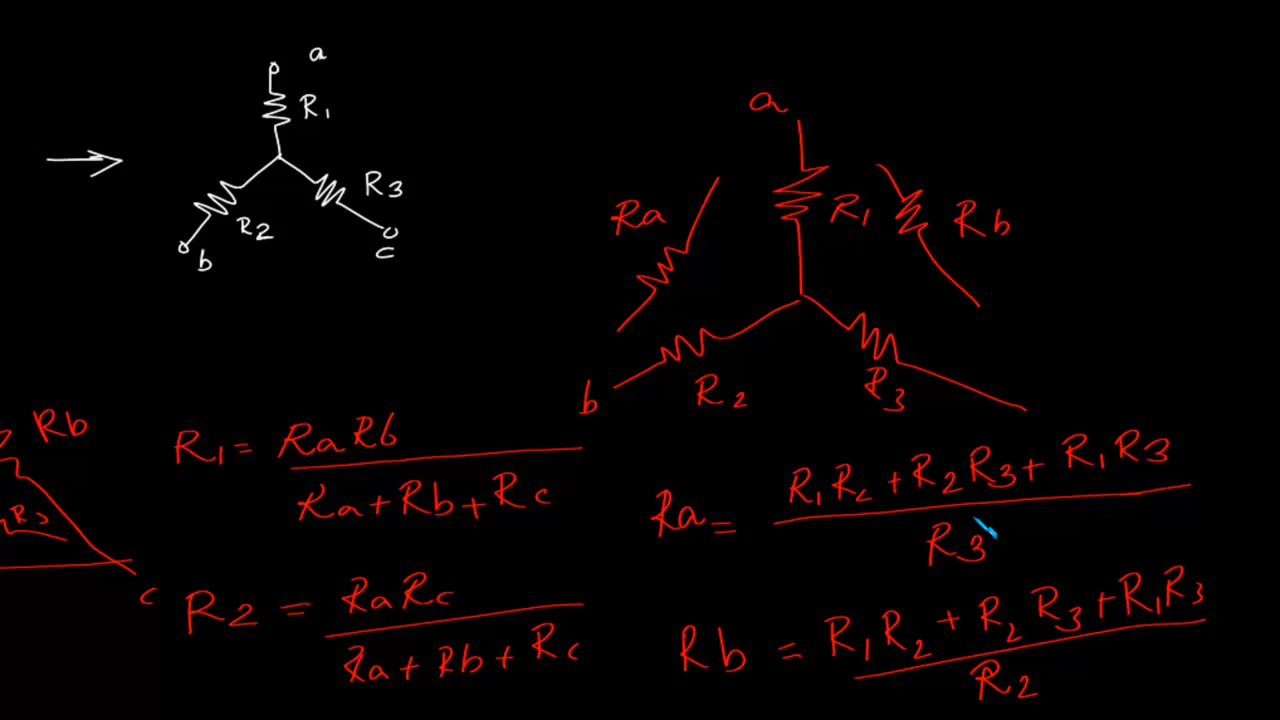 a
R1
R3
R2
b
c
a
Ra
R1
Rb
b
R2
R3
Rb
R1 = RaRb
Ra + Rb + Rc
Ra = R1R2 + R2R3 + R1R3
R3
c
R2 = RaRc
Ra + Rb + Rc
Rb = R1R2 + R2R3 + R1R3
R2